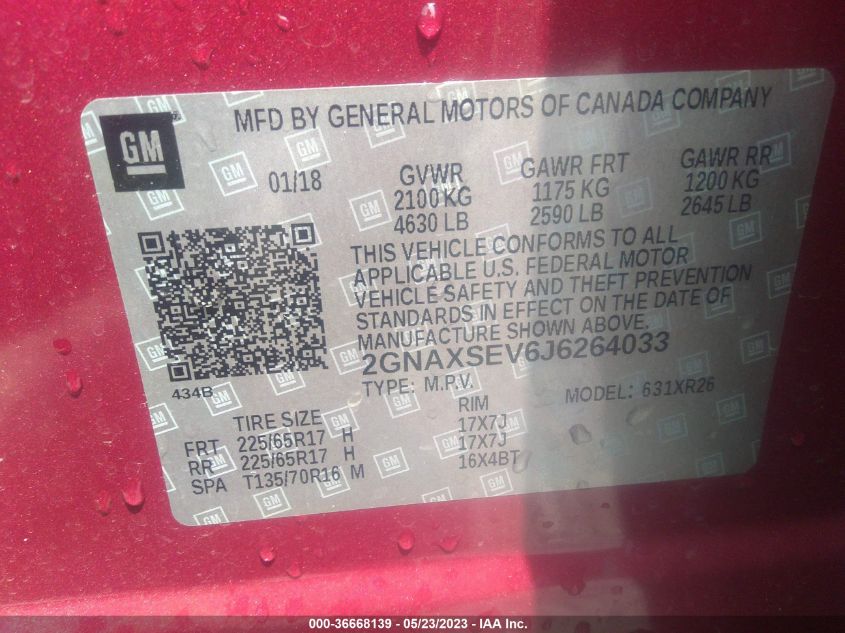 GM
MFD BY GENERAL MOTORS OF CANADA COMPANY
01/18
GVWR
2100 KG
4630 LB
GAWR FRT
1175 KG
2590 LB
GAWR RR
1200 KG
2645 LB
THIS VEHICLE CONFORMS TO ALL
APPLICABLE U.S. FEDERAL MOTOR
VEHICLE SAFETY AND THEFT PREVENTION
STANDARDS IN EFFECT ON THE DATE OF
MANUFACTURE SHOWN ABOVE.
2GNAXSEV6J6264033
434B
TYPE: M.P.V.
MODEL: 631XR26
TIRE SIZE
RIM
FRT 225/65R17 H 17X7J
RR 225/65R17 H 17X7J
SPA T135/70R16 M 16X4BT
000-36668139 - 05/23/2023 - IAA Inc.